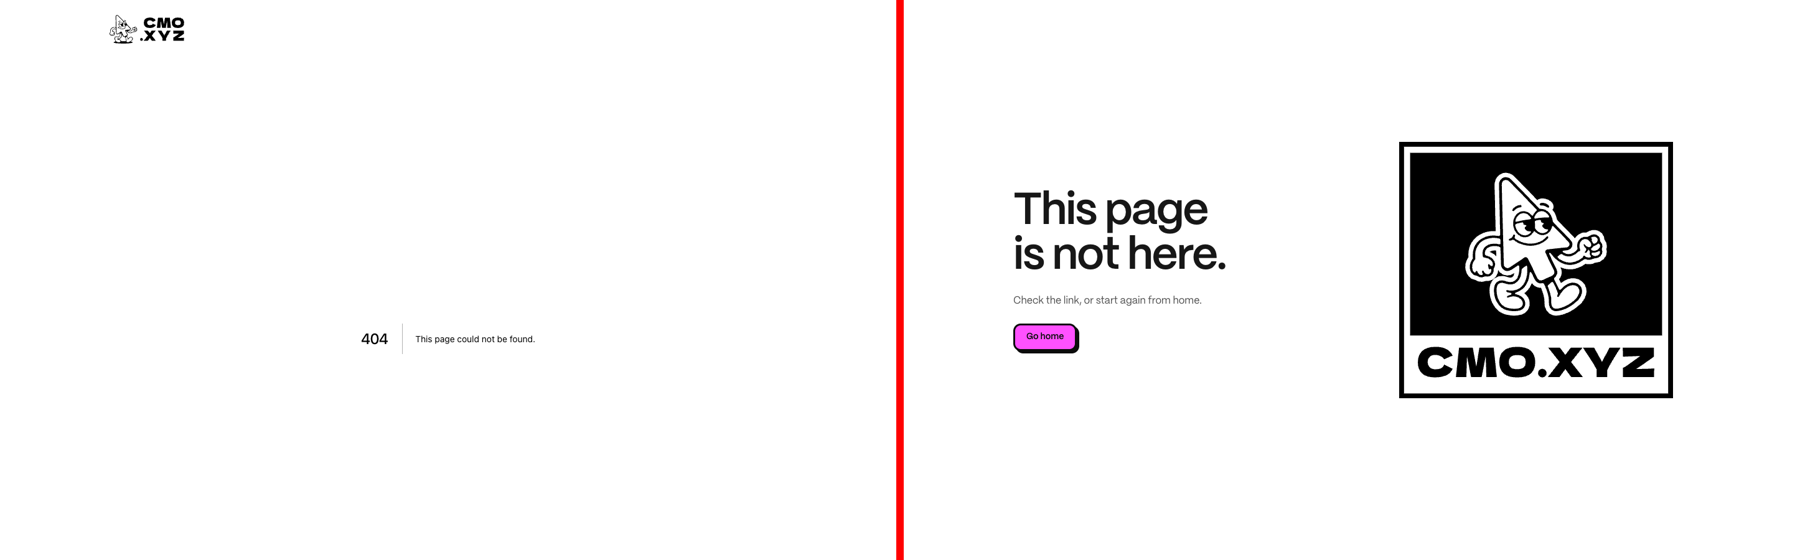 CMO
.XYZ
404
This page could not be found.
This page
is not here.
Check the link, or start again from home.
Go home
CMO.XYZ